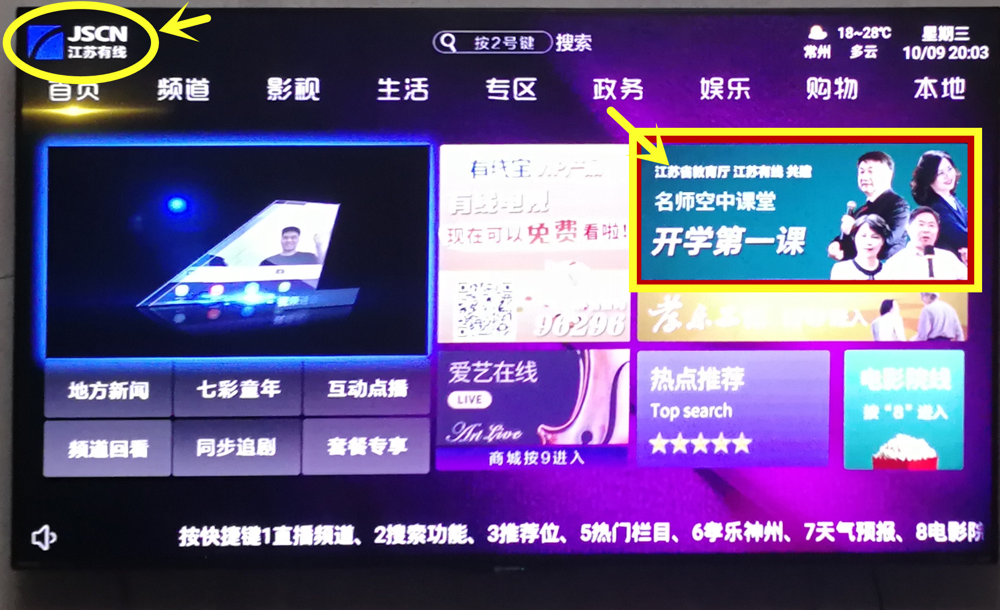 JSCN
江苏有线
按2号键 搜索
18~28℃
常州 多云
星期三
10/09 20:03
首页 频道 影视 生活 专区 政务 娱乐 购物 本地
有线宝
有线电视
现在可以免费看啦!
96296
江苏省教育厅 江苏有线 共建
名师空中课堂
开学第一课
地方新闻 七彩童年 互动点播
频道回看 同步追剧 套餐专享
爱艺在线
LIVE
Art Live
商城按9进入
热点推荐
Top search
电影院线
按“8”进入
按快捷键1直播频道、2搜索功能、3推荐位、5热门栏目、6孝乐神州、7天气预报、8电影院